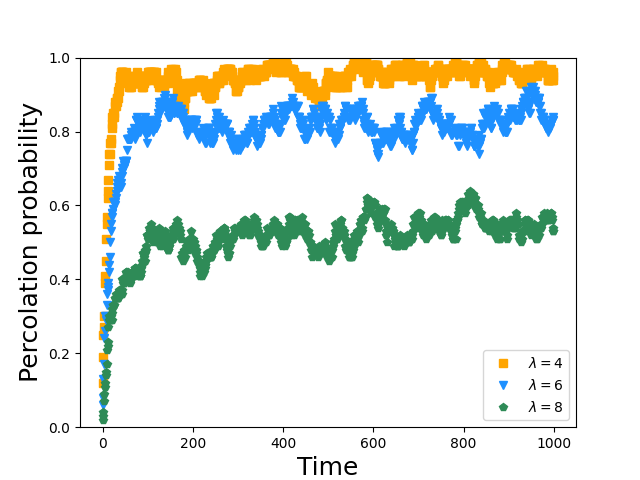 Percolation probability
1.0
0.8
0.6
0.4
0.2
0.0
0
200
400
600
800
1000
Time
λ = 4
λ = 6
λ = 8